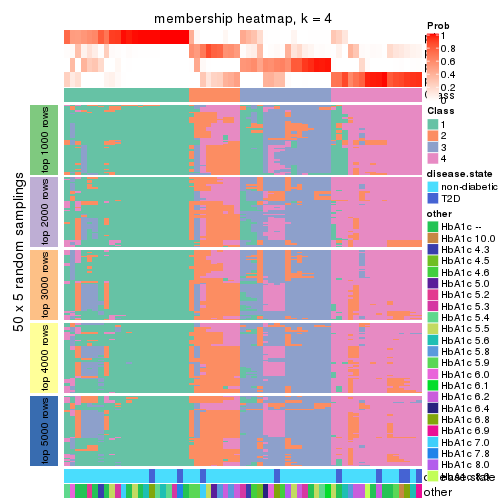 membership heatmap, k = 4
Prob
1
0.8
0.6
0.4
0.2
0
Class
1
2
3
4
disease.state
non-diabetic
T2D
other
HbA1c --
HbA1c 10.0
HbA1c 4.3
HbA1c 4.5
HbA1c 4.6
HbA1c 5.0
HbA1c 5.2
HbA1c 5.3
HbA1c 5.4
HbA1c 5.5
HbA1c 5.6
HbA1c 5.8
HbA1c 5.9
HbA1c 6.0
HbA1c 6.1
HbA1c 6.2
HbA1c 6.4
HbA1c 6.8
HbA1c 6.9
HbA1c 7.0
HbA1c 7.8
HbA1c 8.0
other
50 x 5 random samplings
top 1000 rows
top 2000 rows
top 3000 rows
top 4000 rows
top 5000 rows